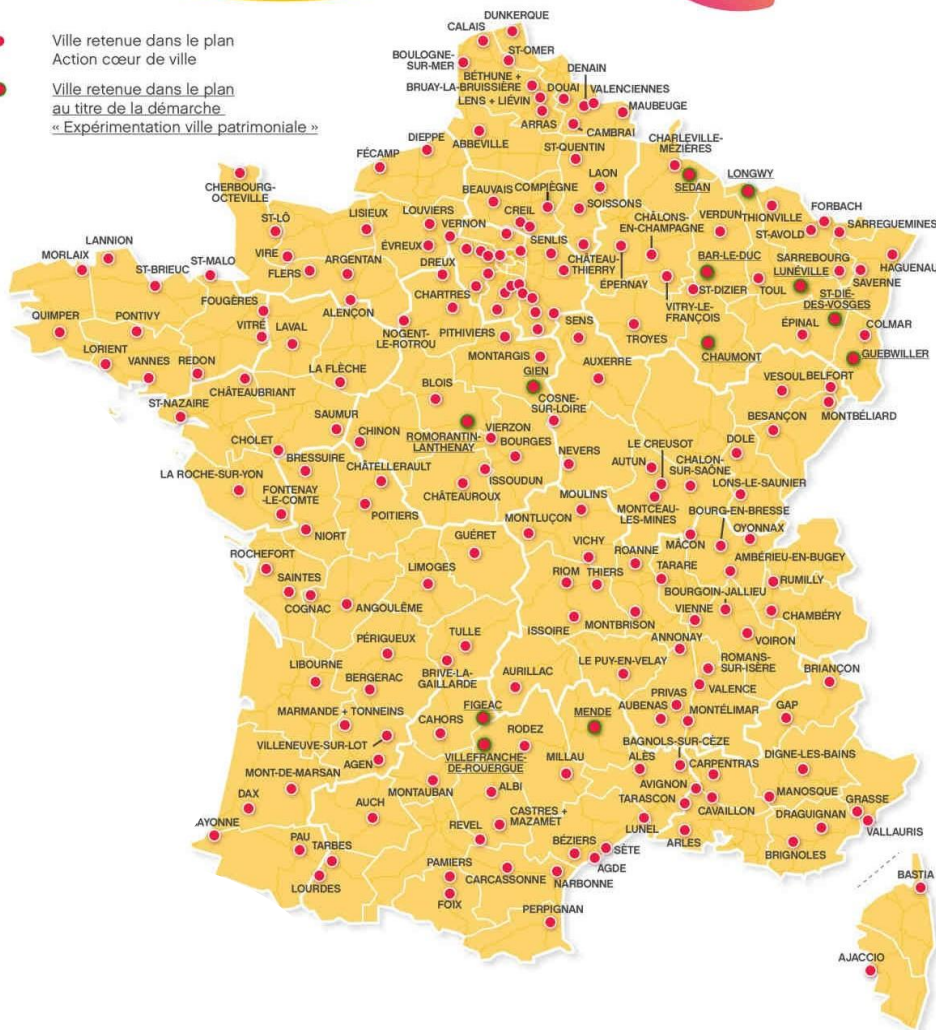 Ville retenue dans le plan
Action cœur de ville
Ville retenue dans le plan
au titre de la démarche
« Expérimentation ville patrimoniale »
DUNKERQUE
CALAIS
BOULOGNE-
SUR-MER
ST-OMER
BÉTHUNE +
BRUAY-LA-BRUISSIÈRE
LENS + LIÉVIN
DENAIN
DOUAI
VALENCIENNES
MAUBEUGE
ARRAS
CAMBRAI
ABBEVILLE
DIEPPE
FÉCAMP
ST-QUENTIN
CHARLEVILLE-
MÉZIÈRES
SEDAN
LONGWY
LAON
CHERBOURG-
OCTEVILLE
BEAUVAIS
COMPIÈGNE
SOISSONS
ST-LÔ
LISIEUX
LOUVIERS
VERNON
CREIL
SENLIS
CHÂLONS-
EN-CHAMPAGNE
VERDUN
THIONVILLE
FORBACH
ST-AVOLD
SARREGUEMINES
LANNION
MORLAIX
ST-BRIEUC
ST-MALO
VIRE
FLERS
ARGENTAN
ÉVREUX
DREUX
CHÂTEAU-
THIERRY
ÉPERNAY
BAR-LE-DUC
ST-DIZIER
VITRY-LE-
FRANÇOIS
TOUL
SARREBOURG
LUNÉVILLE
HAGUENAU
SAVERNE
ST-DIÉ-
DES-VOSGES
FOUGÈRES
QUIMPER
PONTIVY
VITRÉ
LAVAL
ALENÇON
CHARTRES
NOGENT-
LE-ROTROU
PITHIVIERS
SENS
TROYES
ÉPINAL
COLMAR
LORIENT
VANNES
REDON
LA FLÈCHE
MONTARGIS
GIEN
AUXERRE
CHAUMONT
GUEBWILLER
CHÂTEAUBRIANT
BLOIS
COSNE-
SUR-LOIRE
VESOUL
BELFORT
MONTBÉLIARD
ST-NAZAIRE
SAUMUR
CHINON
ROMORANTIN-
LANTHENAY
VIERZON
BOURGES
BESANÇON
CHOLET
BRESSUIRE
CHÂTELLERAULT
ISSOUDUN
NEVERS
LE CREUSOT
AUTUN
CHALON-
SUR-SAÔNE
DOLE
LONS-LE-SAUNIER
LA ROCHE-SUR-YON
FONTENAY
-LE-COMTE
CHÂTEAUROUX
MOULINS
MONTCEAU-
LES-MINES
BOURG-EN-BRESSE
OYONNAX
POITIERS
NIORT
MONTLUÇON
MÂCON
ROCHEFORT
GUÉRET
VICHY
ROANNE
TARARE
AMBÉRIEU-EN-BUGEY
SAINTES
LIMOGES
RIOM
THIERS
BOURGOIN-JALLIEU
RUMILLY
COGNAC
ANGOULÊME
ISSOIRE
MONTBRISON
VIENNE
CHAMBÉRY
PÉRIGUEUX
TULLE
ANNONAY
VOIRON
LIBOURNE
BERGERAC
BRIVE-LA-
GAILLARDE
AURILLAC
LE PUY-EN-VELAY
ROMANS-
SUR-ISÈRE
BRIANÇON
VALENCE
PRIVAS
MARMANDE + TONNEINS
CAHORS
FIGEAC
RODEZ
MENDE
AUBENAS
MONTÉLIMAR
GAP
VILLENEUVE-SUR-LOT
VILLEFRANCHE-
DE-ROUERGUE
MILLAU
BAGNOLS-SUR-CÈZE
DIGNE-LES-BAINS
AGEN
ALÈS
CARPENTRAS
MONT-DE-MARSAN
MONTAUBAN
ALBI
AVIGNON
TARASCON
CAVAILLON
MANOSQUE
GRASSE
DAX
AUCH
CASTRES +
MAZAMET
LUNEL
ARLES
DRAGUIGNAN
VALLAURIS
AYONNE
PAU
TARBES
REVEL
BÉZIERS
SÈTE
AGDE
BRIGNOLES
LOURDES
PAMIERS
CARCASSONNE
NARBONNE
FOIX
PERPIGNAN
BASTIA
AJACCIO